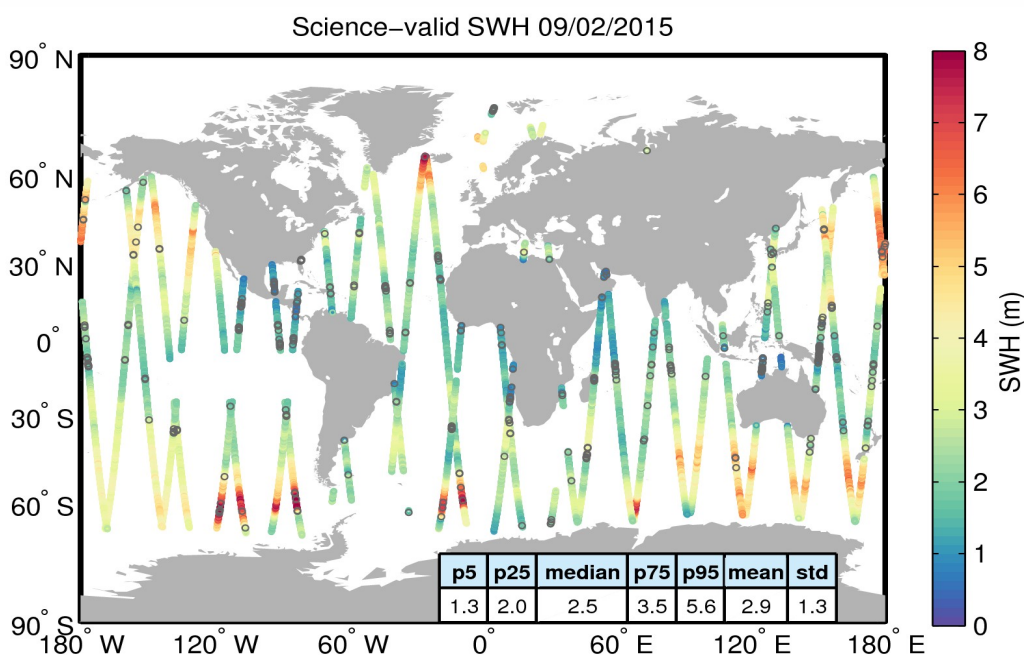 Science−valid SWH 09/02/2015
90° N
60° N
30° N
0°
30° S
60° S
90° S
180° W
120° W
60° W
0°
60° E
120° E
180° E
p5 p25 median p75 p95 mean std
1.3 2.0 2.5 3.5 5.6 2.9 1.3
8
7
6
5
4
3
2
1
0
SWH (m)